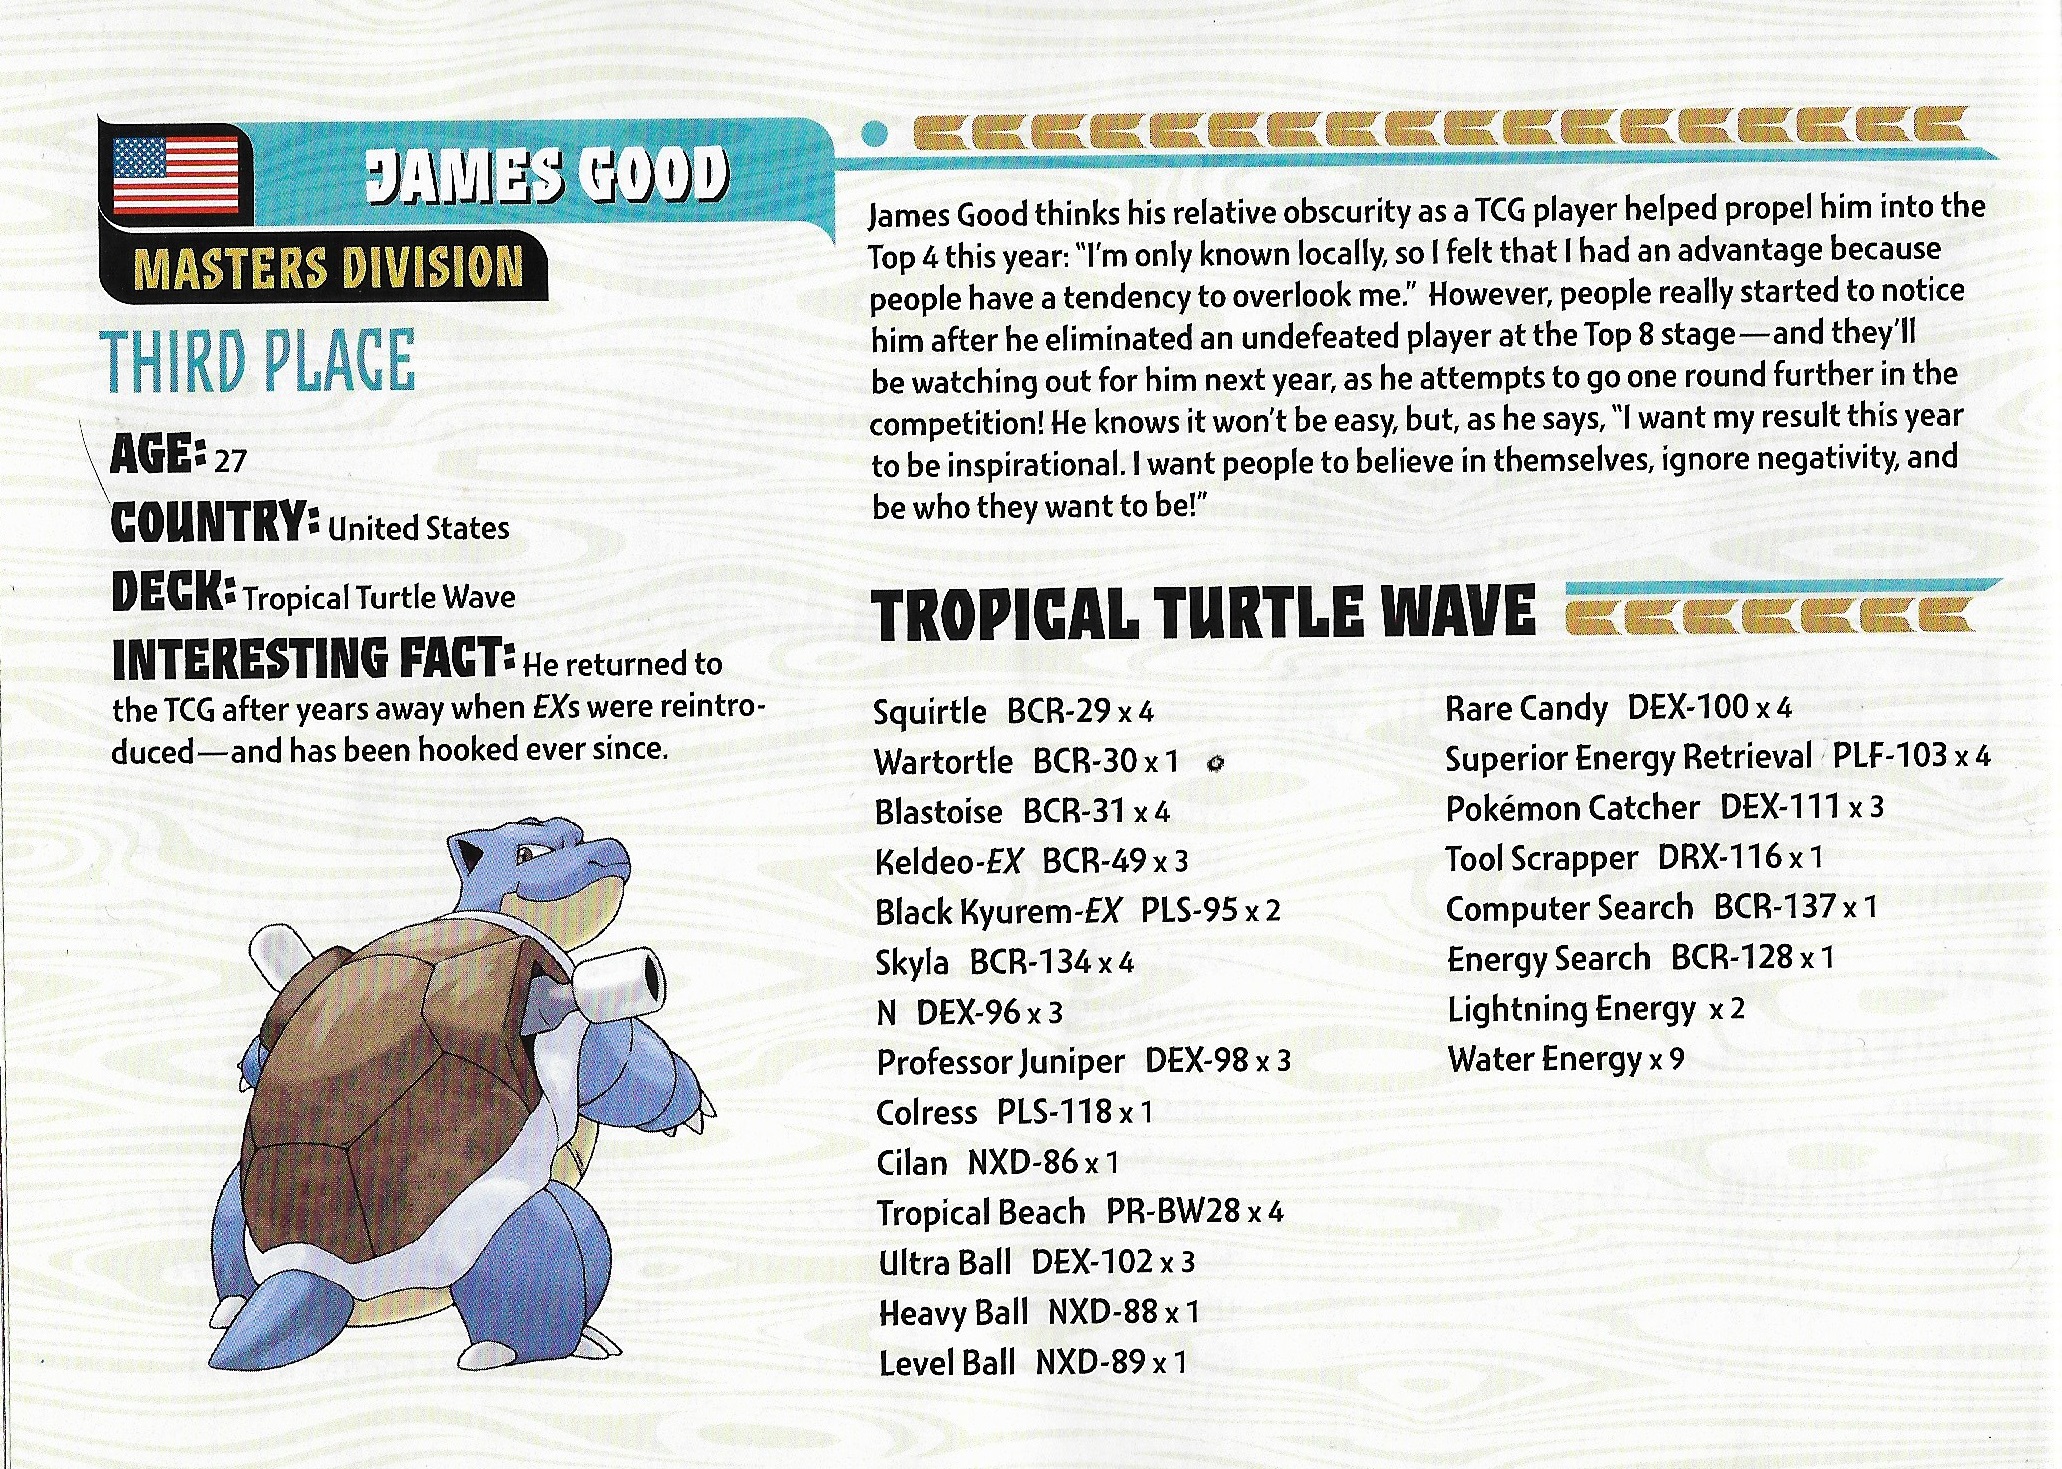 JAMES GOOD
MASTERS DIVISION
THIRD PLACE
AGE: 27
COUNTRY: United States
DECK: Tropical Turtle Wave
INTERESTING FACT: He returned to
the TCG after years away when EXs were reintro-
duced—and has been hooked ever since.
James Good thinks his relative obscurity as a TCG player helped propel him into the
Top 4 this year: “I’m only known locally, so I felt that I had an advantage because
people have a tendency to overlook me.” However, people really started to notice
him after he eliminated an undefeated player at the Top 8 stage—and they’ll
be watching out for him next year, as he attempts to go one round further in the
competition! He knows it won’t be easy, but, as he says, “I want my result this year
to be inspirational. I want people to believe in themselves, ignore negativity, and
be who they want to be!”
TROPICAL TURTLE WAVE
Squirtle BCR-29 x 4
Wartortle BCR-30 x 1
Blastoise BCR-31 x 4
Keldeo-EX BCR-49 x 3
Black Kyurem-EX PLS-95 x 2
Skyla BCR-134 x 4
N DEX-96 x 3
Professor Juniper DEX-98 x 3
Colress PLS-118 x 1
Cilan NXD-86 x 1
Tropical Beach PR-BW28 x 4
Ultra Ball DEX-102 x 3
Heavy Ball NXD-88 x 1
Level Ball NXD-89 x 1
Rare Candy DEX-100 x 4
Superior Energy Retrieval PLF-103 x 4
Pokémon Catcher DEX-111 x 3
Tool Scrapper DRX-116 x 1
Computer Search BCR-137 x 1
Energy Search BCR-128 x 1
Lightning Energy x 2
Water Energy x 9